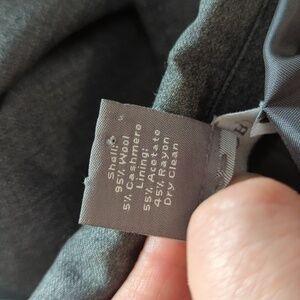 Shell:
95% Wool
5% Cashmere
Lining:
55% Acetate
45% Rayon
Dry Clean